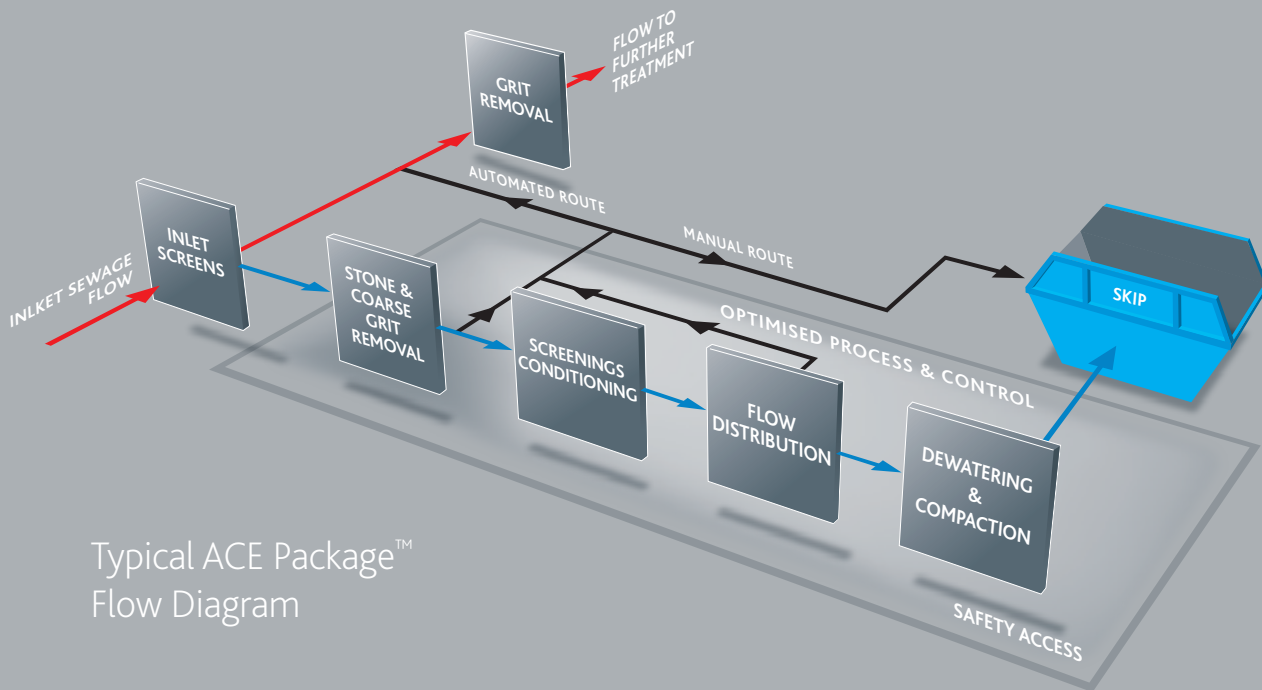 FLOW TO
FURTHER
TREATMENT
GRIT
REMOVAL
AUTOMATED ROUTE
MANUAL ROUTE
INLET
SCREENS
INLKET SEWAGE
FLOW
STONE &
COARSE
GRIT
REMOVAL
SKIP
OPTIMISED PROCESS & CONTROL
SCREENINGS
CONDITIONING
FLOW
DISTRIBUTION
DEWATERING
&
COMPACTION
SAFETY ACCESS
Typical ACE Package™
Flow Diagram